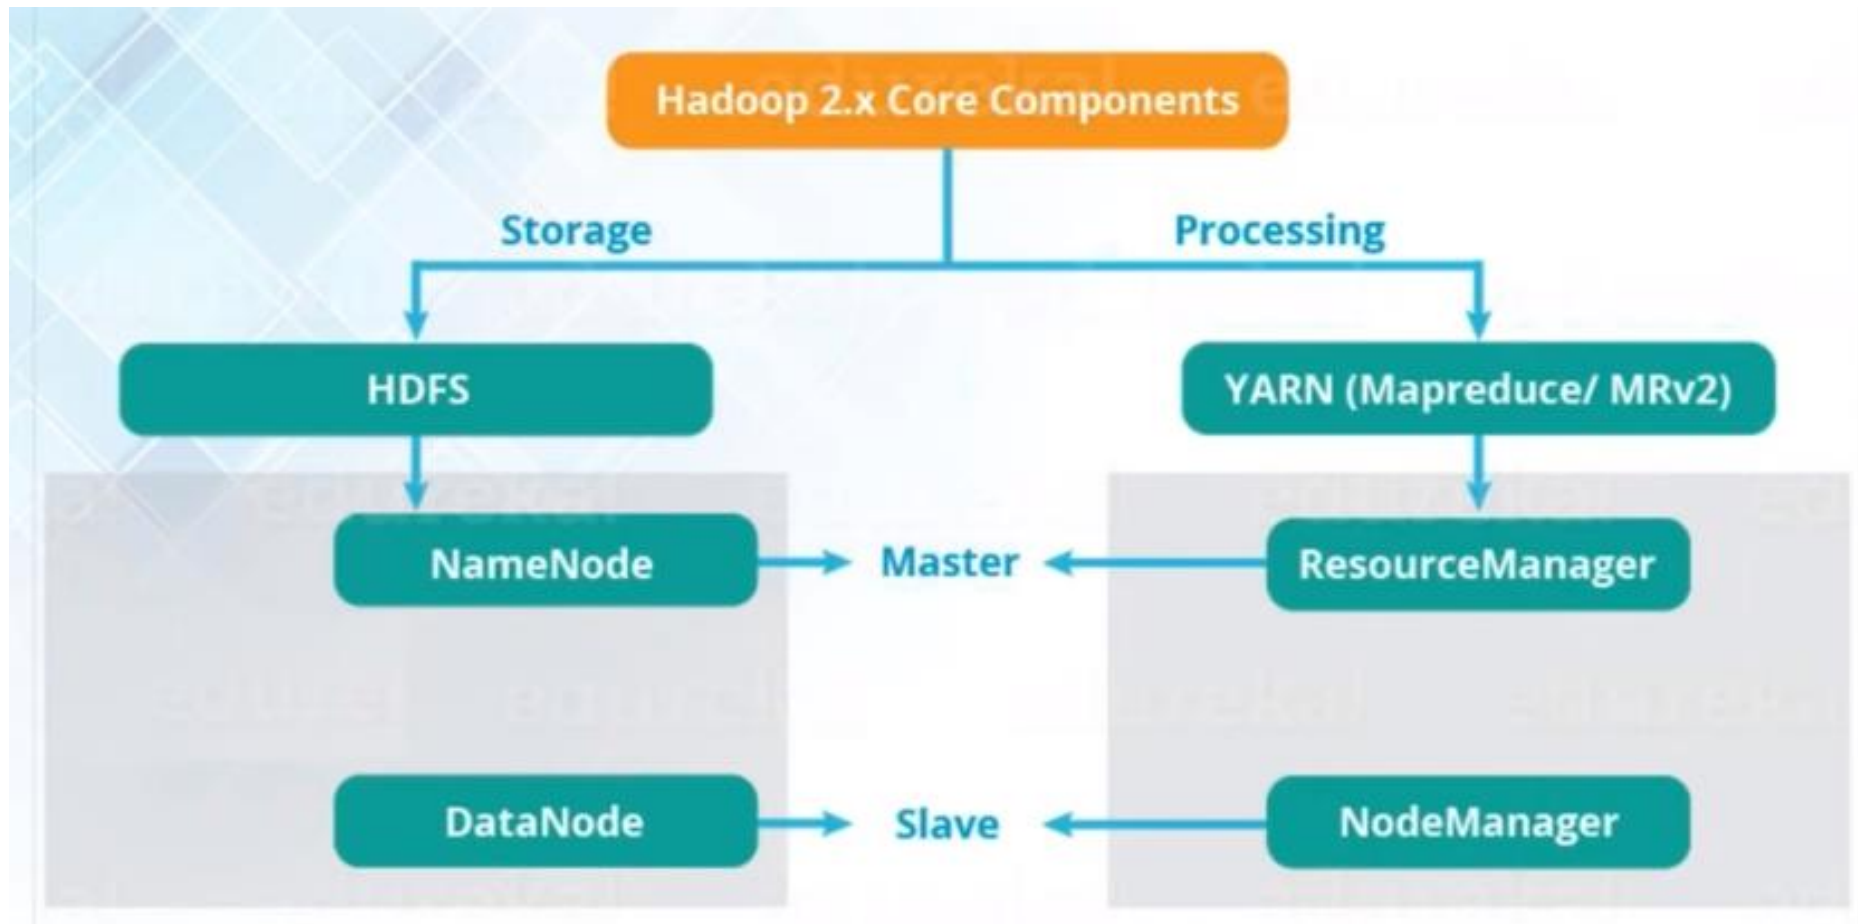 Hadoop 2.x Core Components
Storage
Processing
HDFS
YARN (Mapreduce/ MRv2)
NameNode
Master
ResourceManager
DataNode
Slave
NodeManager